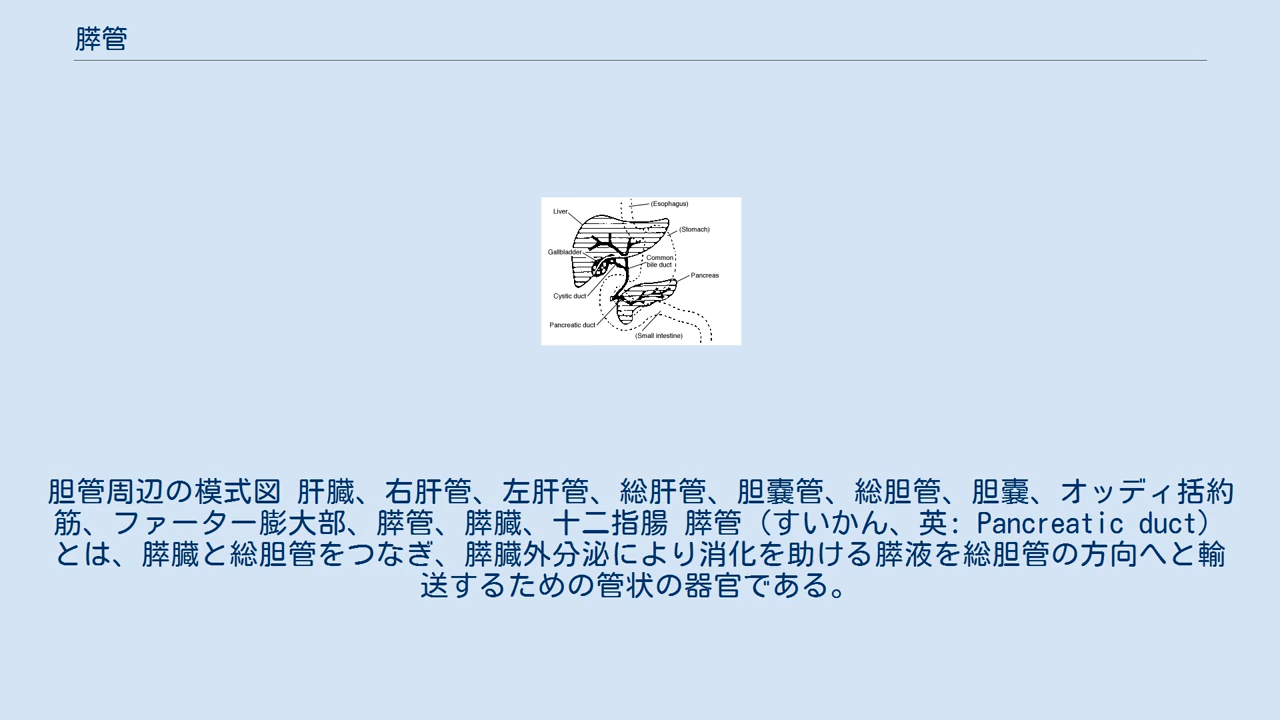 膵管
(Esophagus)
Liver
(Stomach)
Gallbladder
Common
bile duct
Pancreas
Cystic duct
Pancreatic duct
(Small intestine)
胆管周辺の模式図 肝臓、右肝管、左肝管、総肝管、胆嚢管、総胆管、胆嚢、オッディ括約
筋、ファーター膨大部、膵管、膵臓、十二指腸 膵管（すいかん、英: Pancreatic duct）
とは、膵臓と総胆管をつなぎ、膵臓外分泌により消化を助ける膵液を総胆管の方向へと輸
送するための管状の器官である。